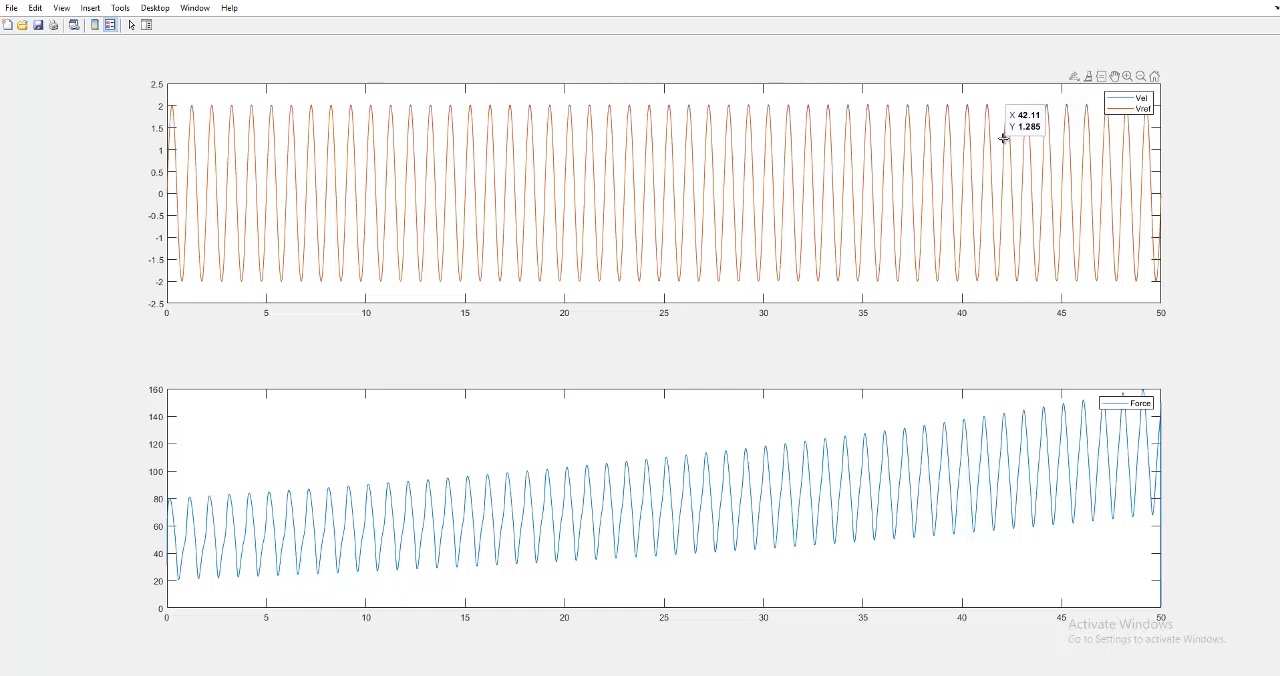 File Edit View Insert Tools Desktop Window Help
2.5
2
1.5
1
0.5
0
-0.5
-1
-1.5
-2
-2.5
X 42.11
Y 1.285
Vel
Vref
0 5 10 15 20 25 30 35 40 45 50
160
140
120
100
80
60
40
20
0
Force
0 5 10 15 20 25 30 35 40 45 50
Activate Windows
Go to Settings to activate Windows.